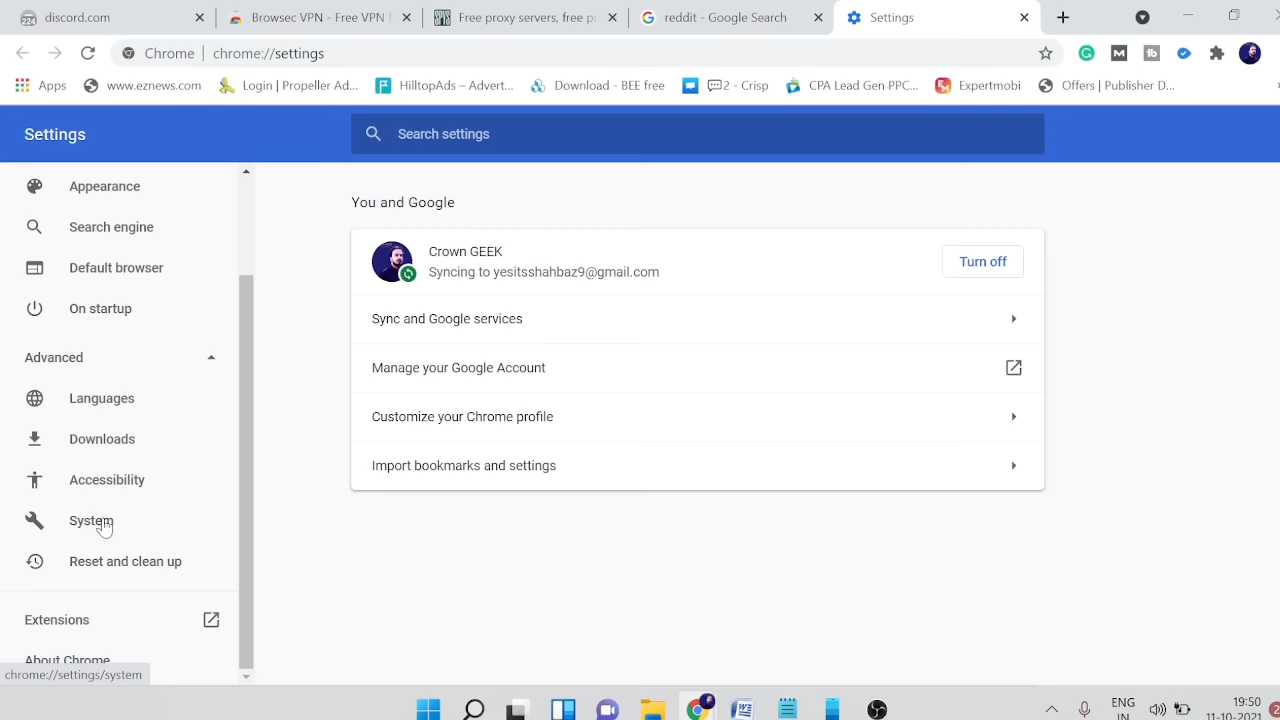 224
discord.com
Browsec VPN - Free VPN
Free proxy servers, free pr
reddit - Google Search
Settings
Chrome
chrome://settings
Apps
www.eznews.com
Login | Propeller Ad...
HilltopAds – Advert...
Download - BEE free
2 - Crisp
CPA Lead Gen PPC...
Expertmobi
Offers | Publisher D...
Settings
Search settings
Appearance
Search engine
Default browser
On startup
Advanced
Languages
Downloads
Accessibility
System
Reset and clean up
Extensions
About Chrome
chrome://settings/system
You and Google
Crown GEEK
Syncing to yesitsshahbaz9@gmail.com
Turn off
Sync and Google services
Manage your Google Account
Customize your Chrome profile
Import bookmarks and settings
ENG
IN
19:50
11-10-2021
2